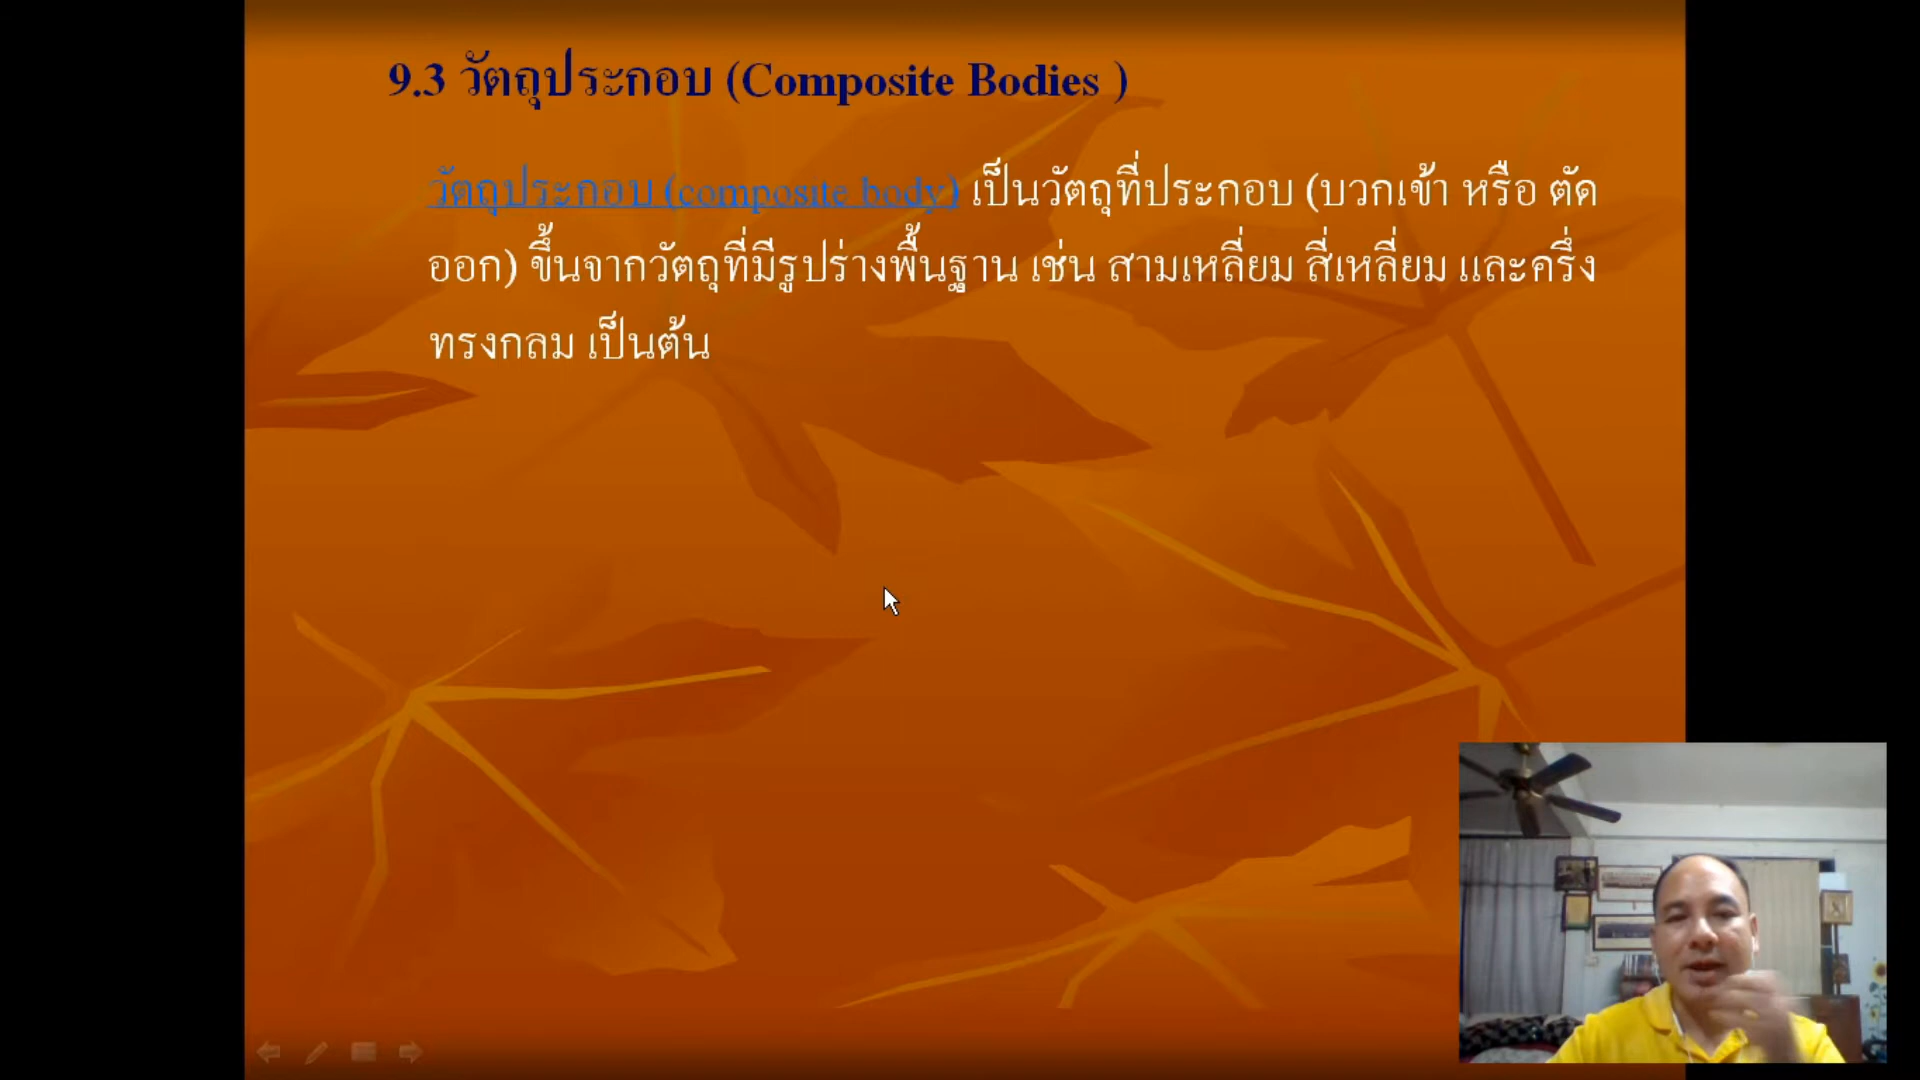 9.3 วัตถุประกอบ (Composite Bodies )
วัตถุประกอบ (composite body) เป็นวัตถุที่ประกอบ (บวกเข้า หรือ ตัด
ออก) ขึ้นจากวัตถุที่มีรูปร่างพื้นฐาน เช่น สามเหลี่ยม สี่เหลี่ยม และครึ่ง
ทรงกลม เป็นต้น